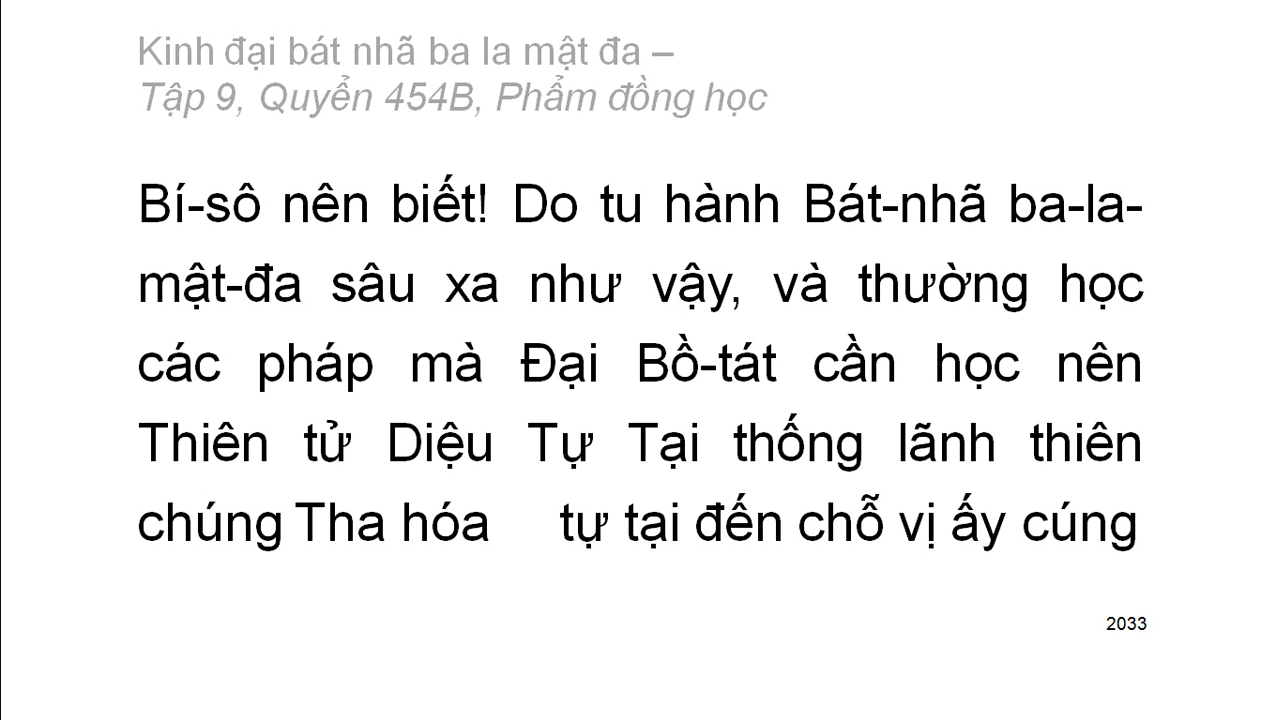 Kinh đại bát nhã ba la mật đa –
Tập 9, Quyển 454B, Phẩm đồng học
Bí-sô nên biết! Do tu hành Bát-nhã ba-la-
mật-đa sâu xa như vậy, và thường học
các pháp mà Đại Bồ-tát cần học nên
Thiên tử Diệu Tự Tại thống lãnh thiên
chúng Tha hóa tự tại đến chỗ vị ấy cúng
2033